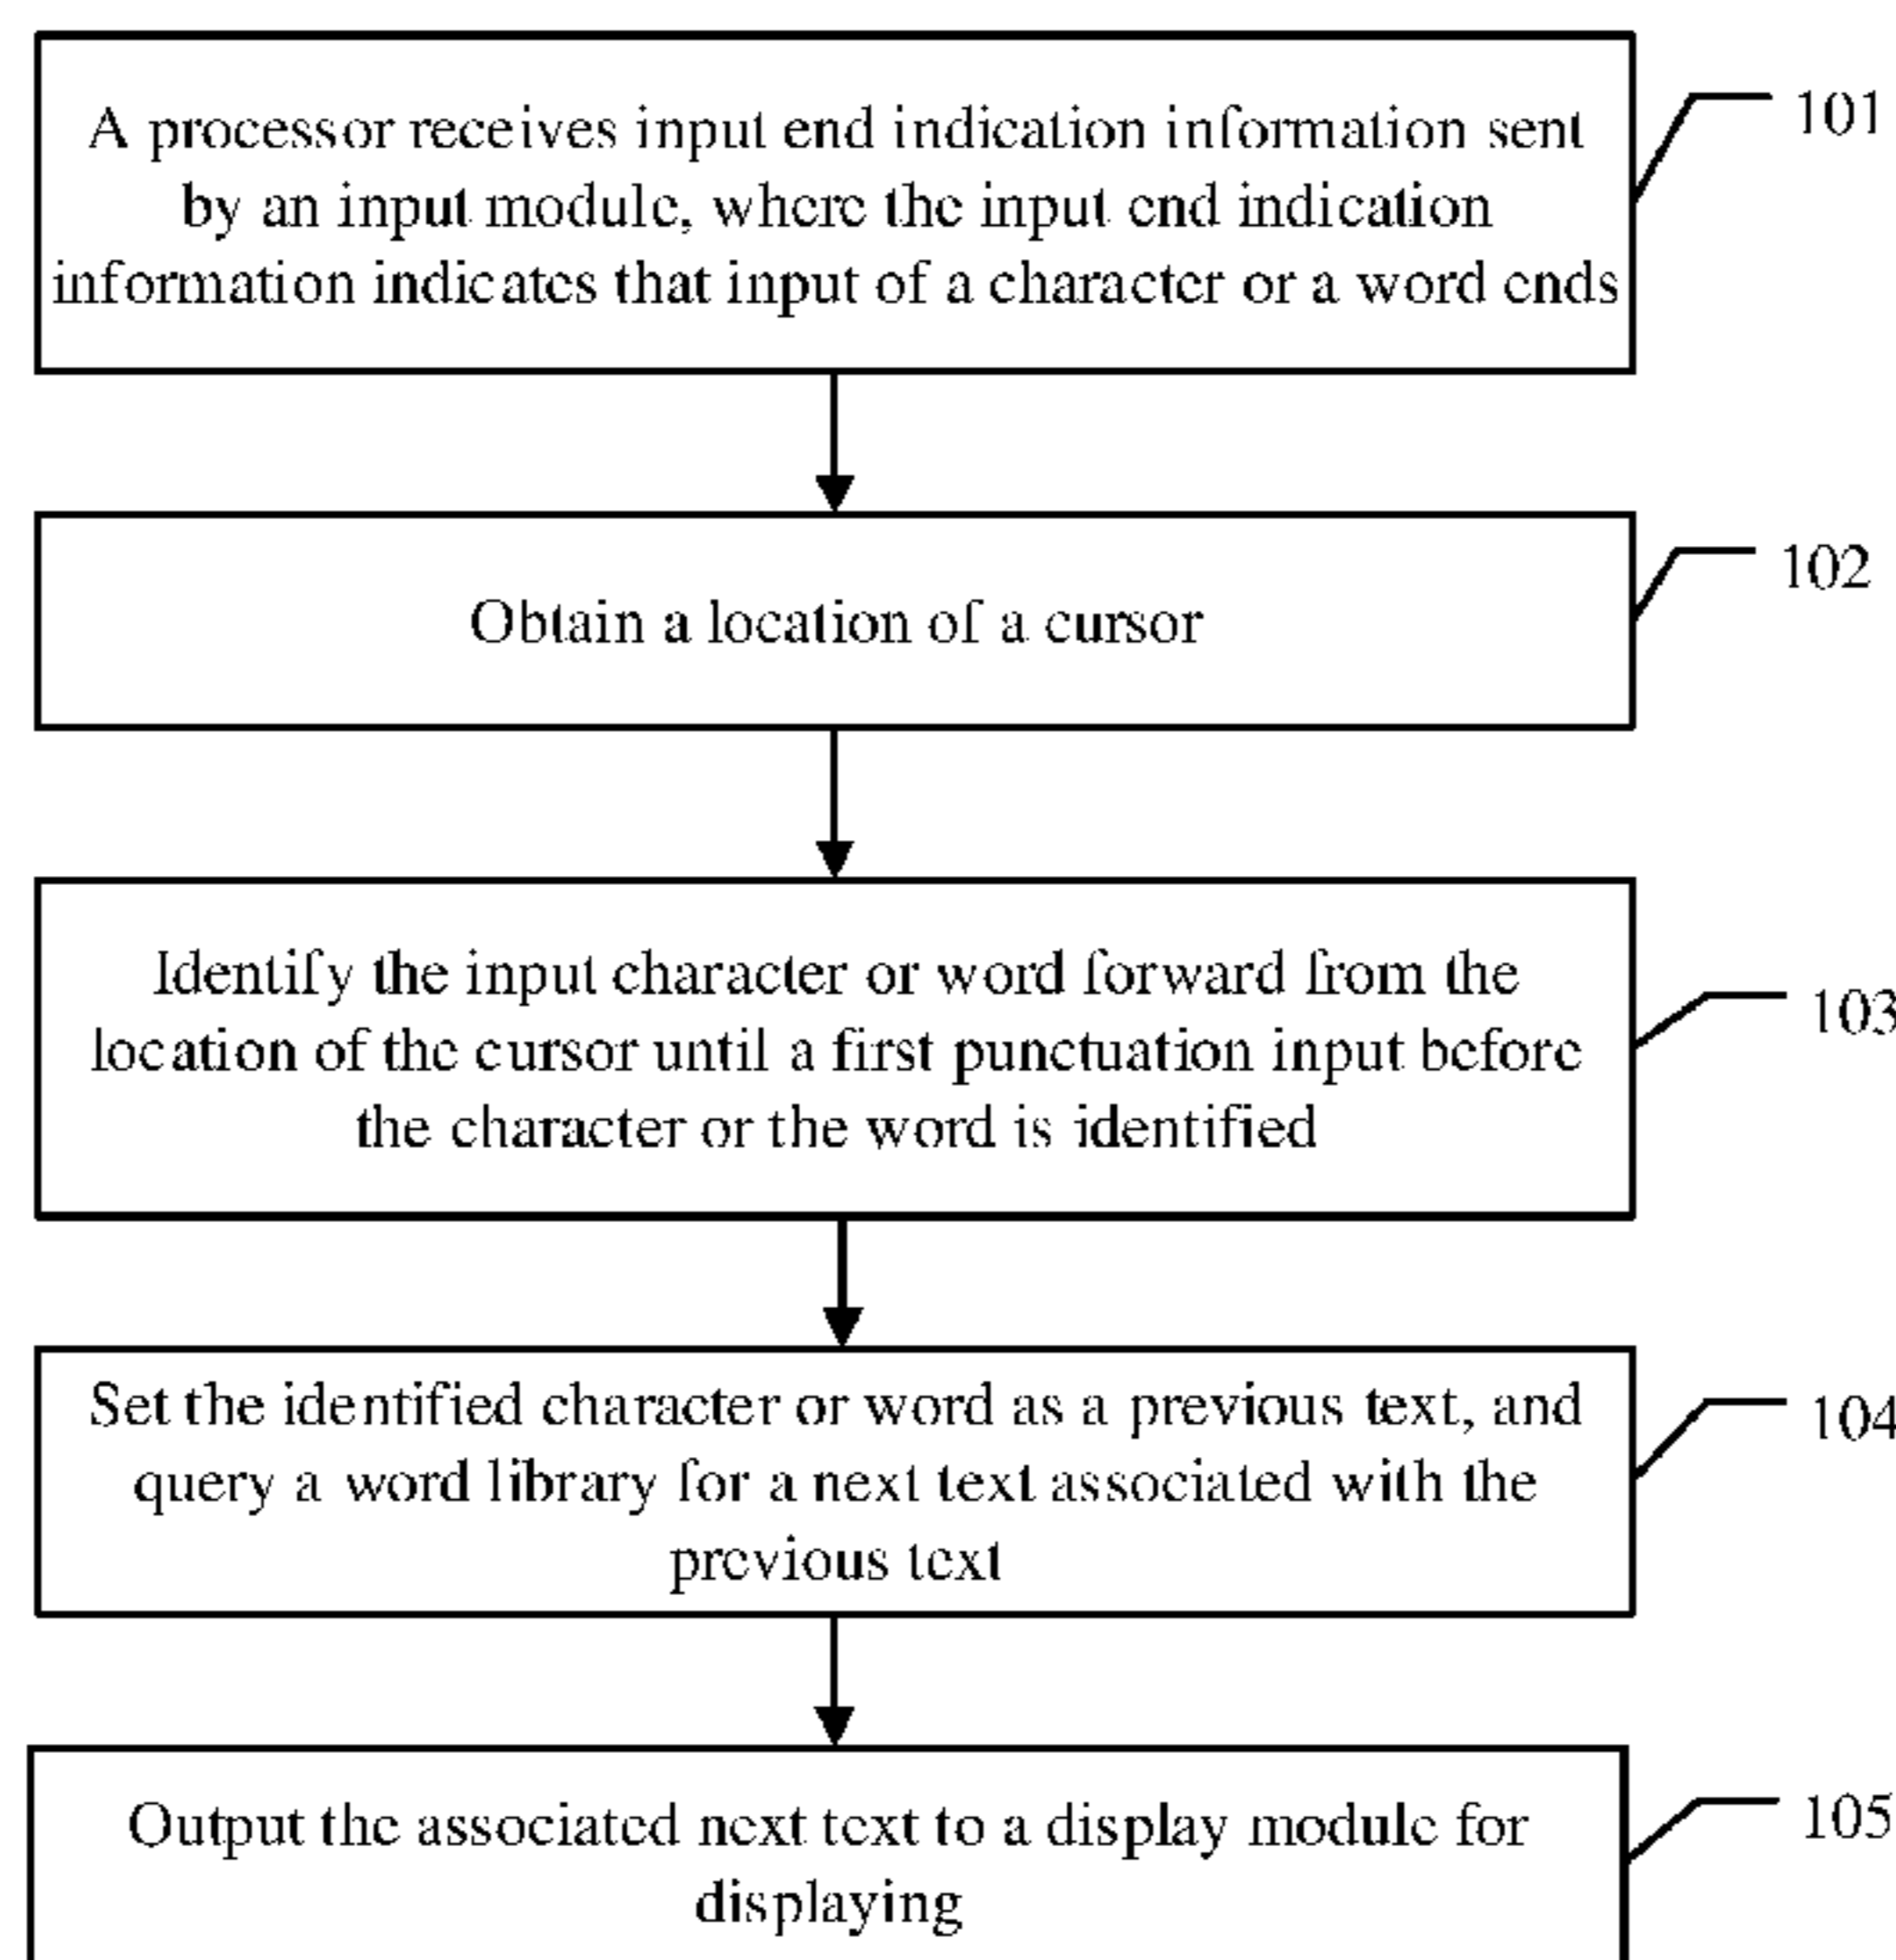 A processor receives input end indication information sent
by an input module, where the input end indication
information indicates that input of a character or a word ends
101
Obtain a location of a cursor
102
Identify the input character or word forward from the
location of the cursor until a first punctuation input before
the character or the word is identified
103
Set the identified character or word as a previous text, and
query a word library for a next text associated with the
previous text
104
Output the associated next text to a display module for
displaying
105